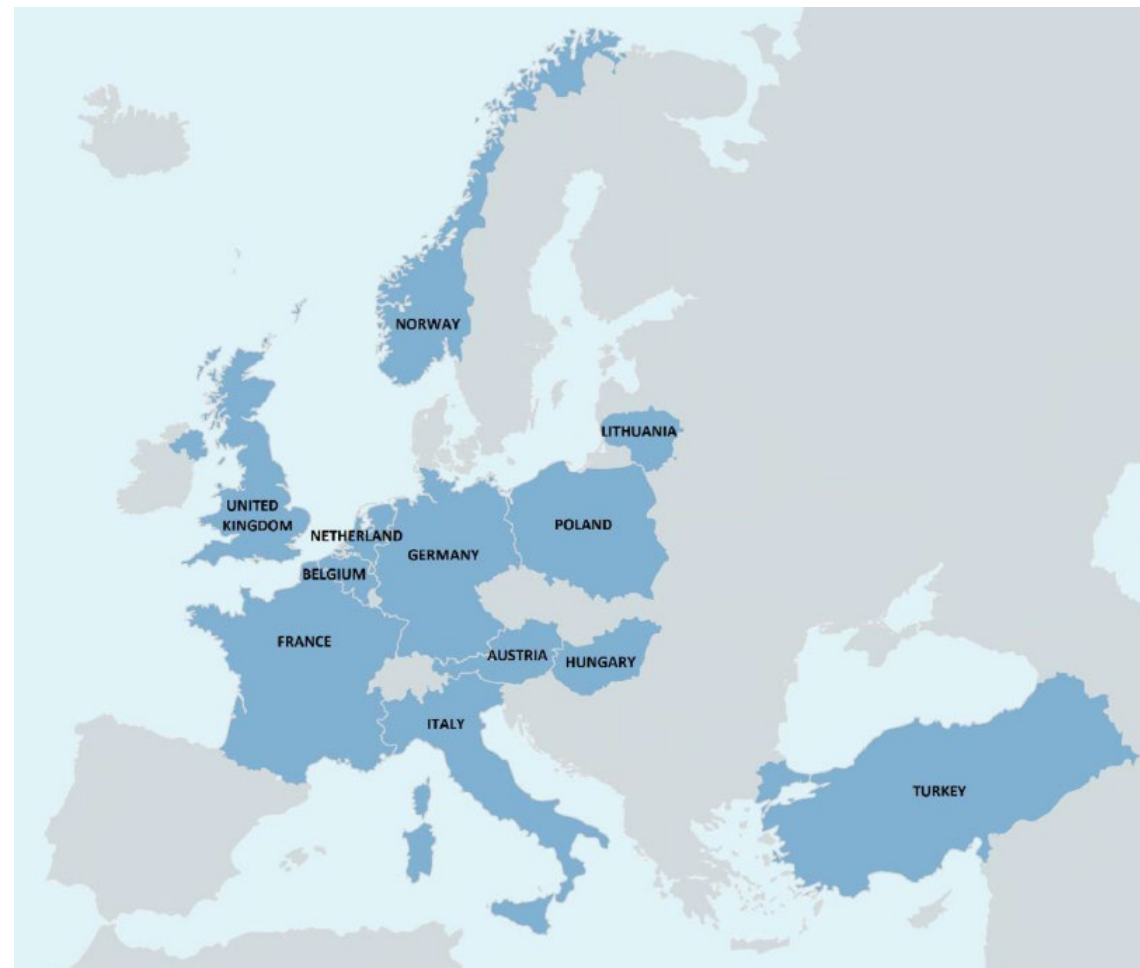 NORWAY
LITHUANIA
UNITED
KINGDOM
NETHERLAND
POLAND
GERMANY
BELGIUM
FRANCE
AUSTRIA
HUNGARY
ITALY
TURKEY